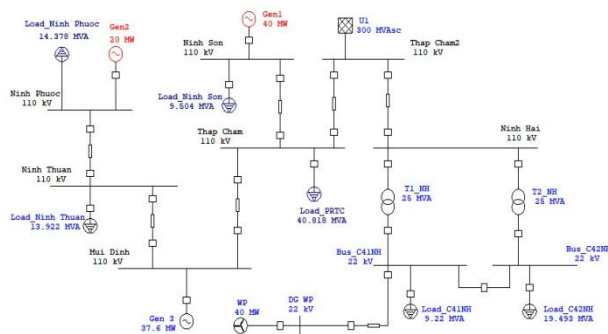 Load_Ninh Phuoc
14.378 MVA
Gen2
20 MW
Gen1
40 MW
U1
300 MVAsc
Ninh Son
110 kV
Thap Cham2
110 kV
Load_Ninh Son
9.504 MVA
Ninh Phuoc
110 kV
Thap Cham
110 kV
Ninh Hai
110 kV
Ninh Thuan
110 kV
Load_Ninh Thuan
13.922 MVA
Load_PRTC
40.818 MVA
T1_NH
25 MVA
T2_NH
25 MVA
Mui Dinh
110 kV
Bus_C41NH
22 kV
Bus_C42NH
22 kV
Gen 3
37.6 MW
WP
40 MW
DG WP
22 kV
Load_C41NH
9.22 MVA
Load_C42NH
19.493 MVA